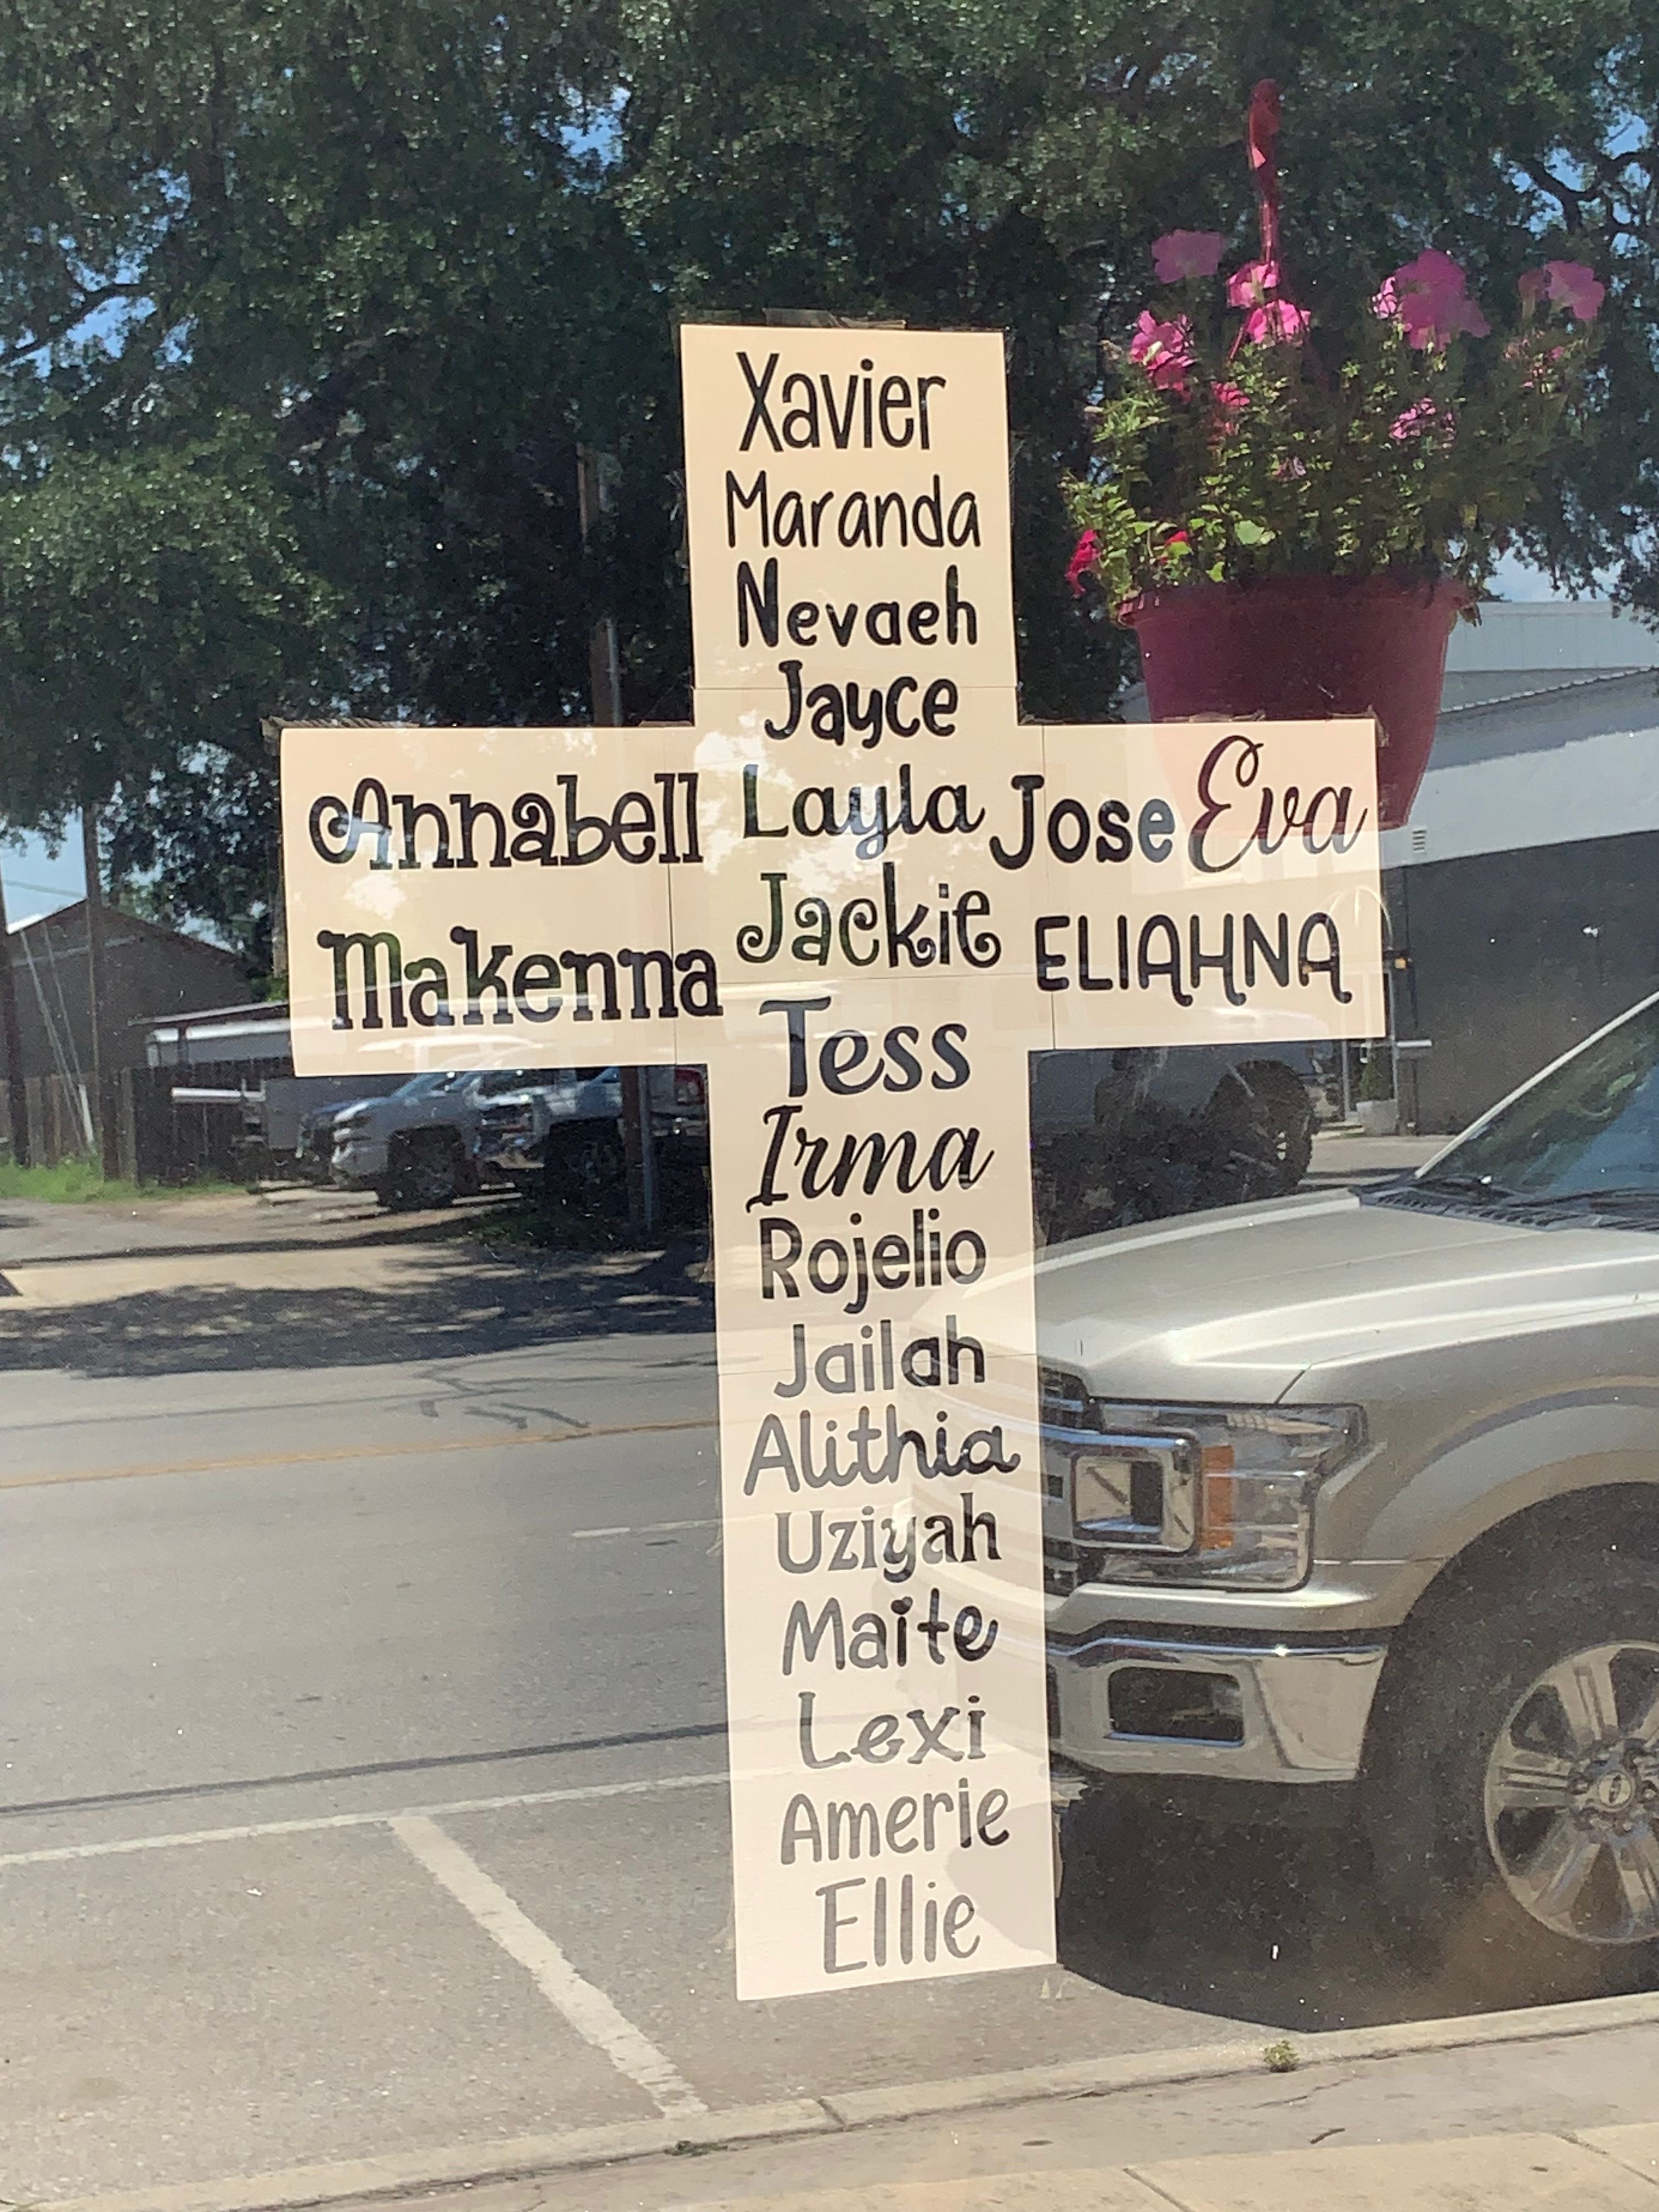 Xavier
Maranda
Nevaeh
Jayce
Annabell Layla Jose Eva
Makenna Jackie ELIAHNA
Tess
Irma
Rojelio
Jailah
Alithia
Uziyah
Maite
Lexi
Amerie
Ellie